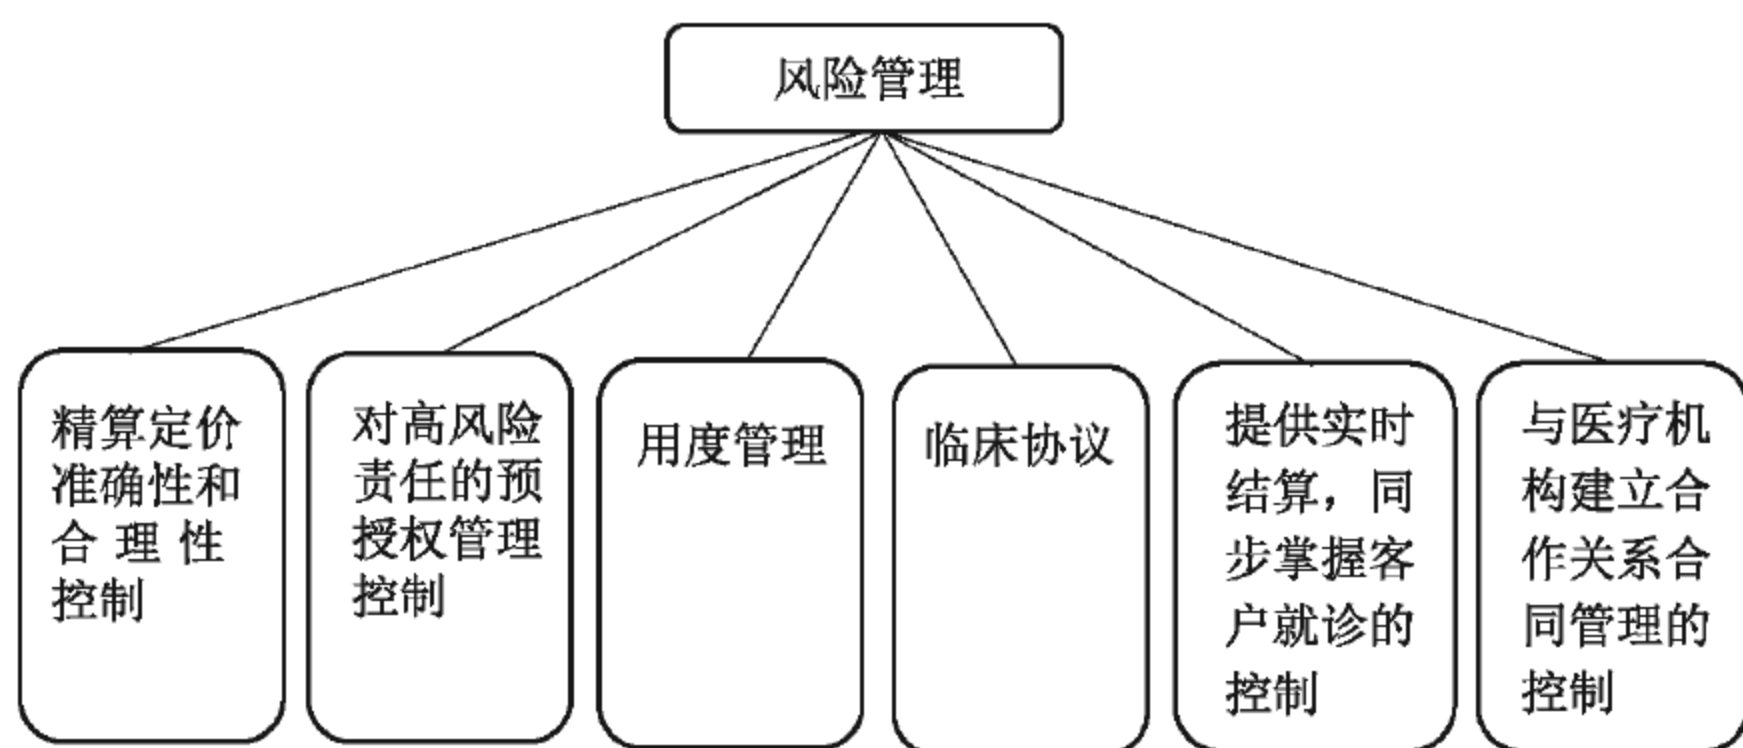 风险管理
精算定价
准确性和
合理性
控制
对高风险
责任的预
授权管理
控制
用度管理
临床协议
提供实时
结算，同
步掌握客
户就诊的
控制
与医疗机
构建立合
作关系合
同管理的
控制